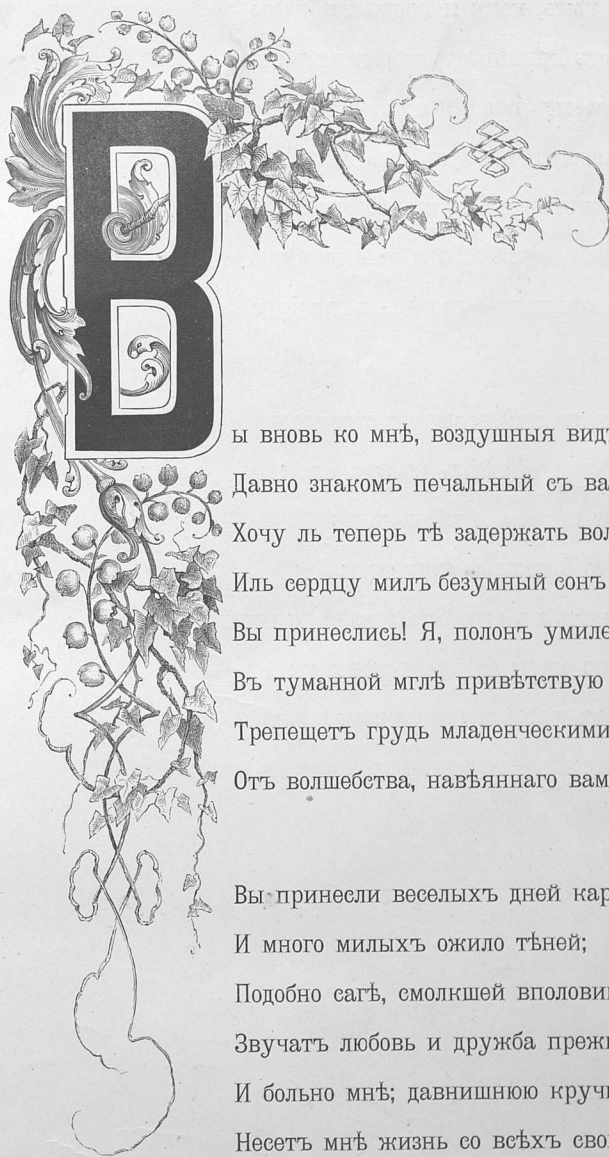 Вы вновь ко мнѣ, воздушныя
Давно знакомъ печальный съ
Хочу ль теперь тѣ задержать
Иль сердцу милъ безумный сонъ
Вы принеслись! Я, полонъ
Въ туманной мглѣ привѣтствую
Трепещетъ грудь младенческими
Отъ волшебства, навѣяннаго
Вы принесли веселыхъ дней
И много милыхъ ожило тѣней;
Подобно сагѣ, смолкшей
Звучатъ любовь и дружба
И больно мнѣ; давнишнюю
Несетъ мнѣ жизнь со всѣхъ